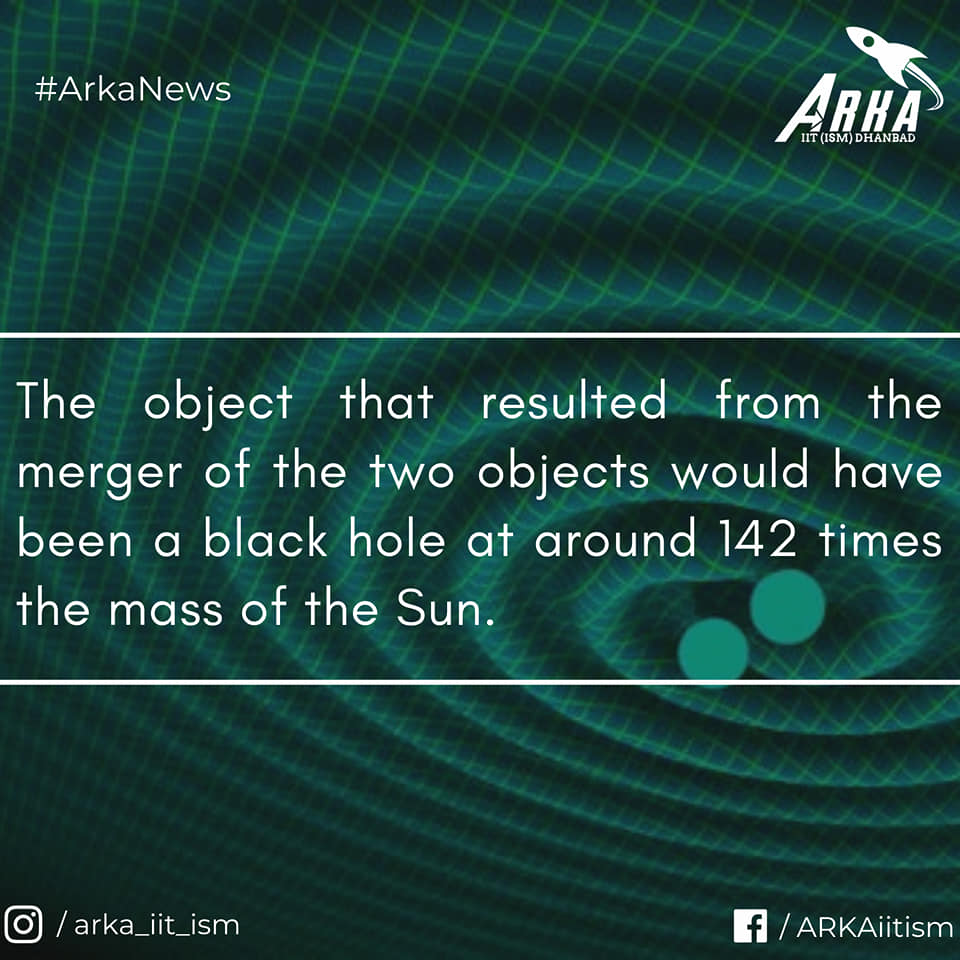 #ArkaNews
ARKA
IIT (ISM) DHANBAD
The object that resulted from the
merger of the two objects would have
been a black hole at around 142 times
the mass of the Sun.
/ arka_iit_ism
/ ARKAiitism